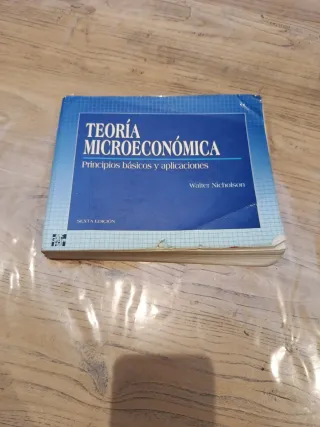 TEORÍA
MICROECONÓMICA
Principios básicos y aplicaciones
Walter Nicholson
SEXTA EDICIÓN